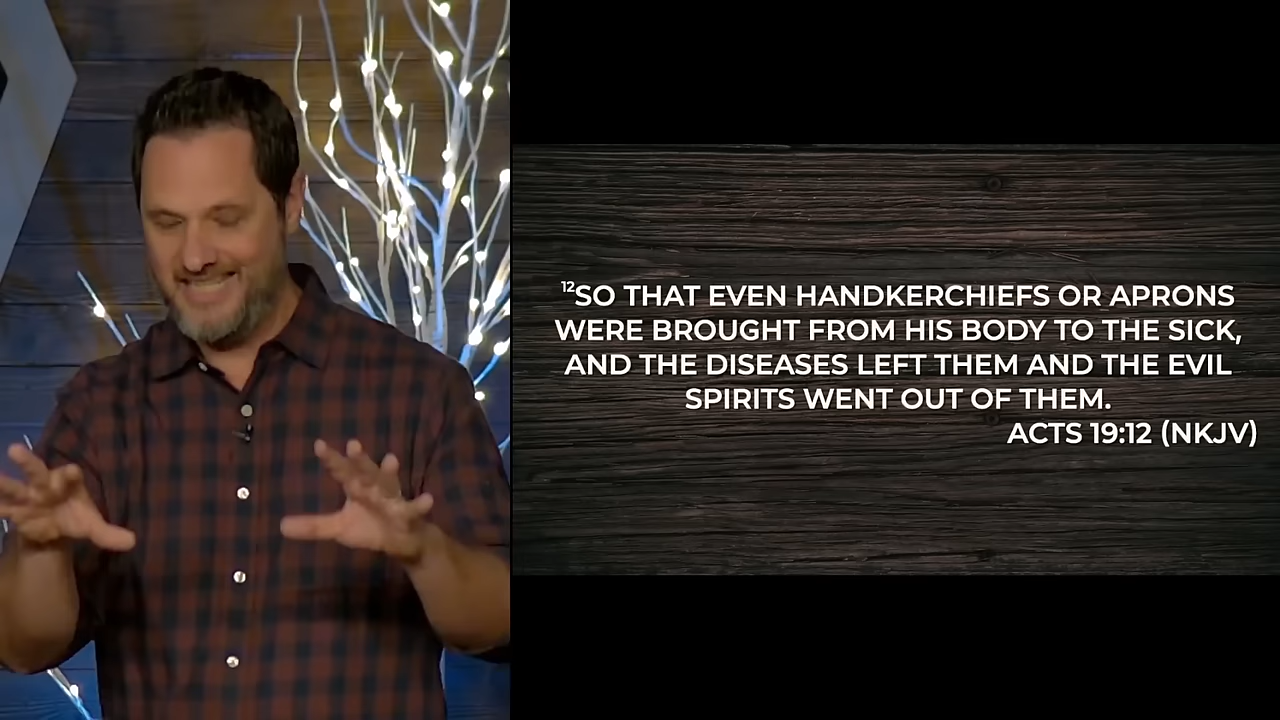 ¹²SO THAT EVEN HANDKERCHIEFS OR APRONS
WERE BROUGHT FROM HIS BODY TO THE SICK,
AND THE DISEASES LEFT THEM AND THE EVIL
SPIRITS WENT OUT OF THEM.
ACTS 19:12 (NKJV)